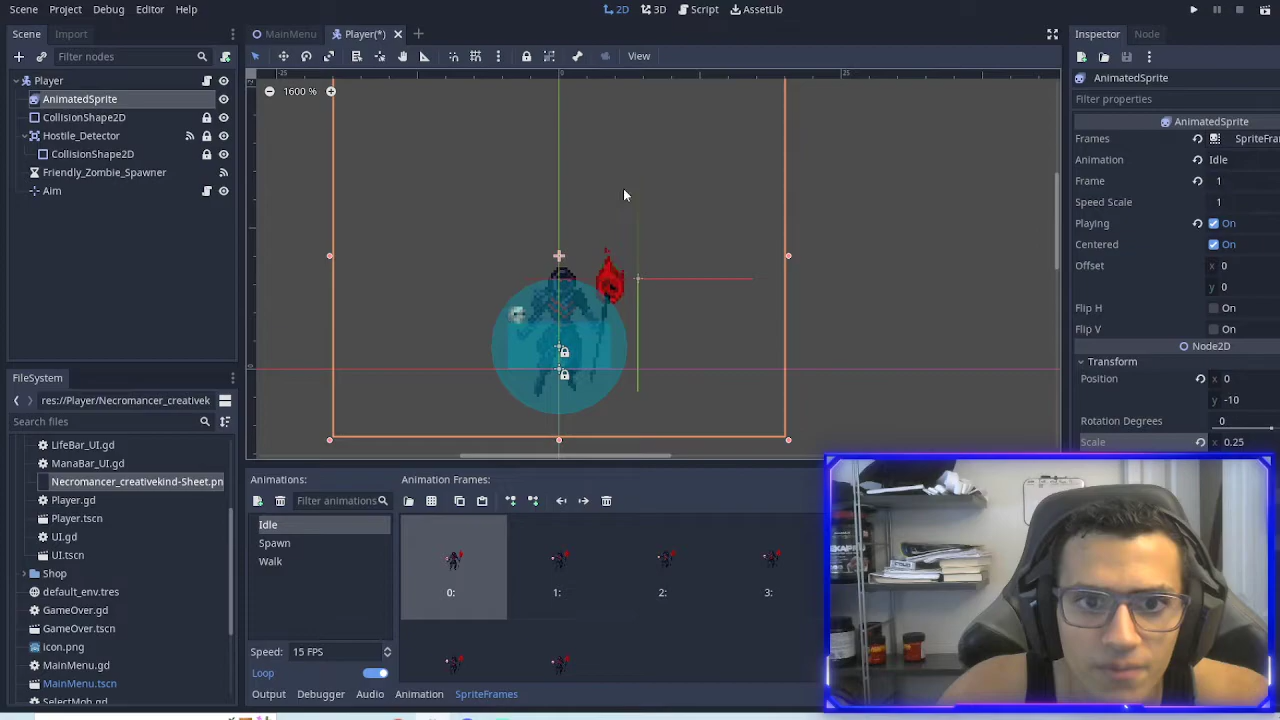 Scene Project Debug Editor Help
2D 3D Script AssetLib
Scene Import
MainMenu Player(*)
Inspector Node
Filter nodes
View
Player
AnimatedSprite
CollisionShape2D
Hostile_Detector
CollisionShape2D
Friendly_Zombie_Spawner
Aim
-25 0 25
1600 %
AnimatedSprite
Filter properties
AnimatedSprite
Frames SpriteFra
Animation Idle
Frame 1
Speed Scale 1
Playing On
Centered On
Offset x 0
y 0
Flip H On
Flip V On
Node2D
Transform
Position x 0
y -10
Rotation Degrees 0
Scale x 0.25
FileSystem
res://Player/Necromancer_creativek
Search files
LifeBar_UI.gd
ManaBar_UI.gd
Necromancer_creativekind-Sheet.pn
Player.gd
Player.tscn
UI.gd
UI.tscn
Shop
default_env.tres
GameOver.gd
GameOver.tscn
icon.png
MainMenu.gd
MainMenu.tscn
SelectMob.gd
Animations: Animation Frames:
Filter animations
Idle
Spawn
Walk
0: 1: 2: 3:
Speed: 15 FPS
Loop
Output Debugger Audio Animation SpriteFrames